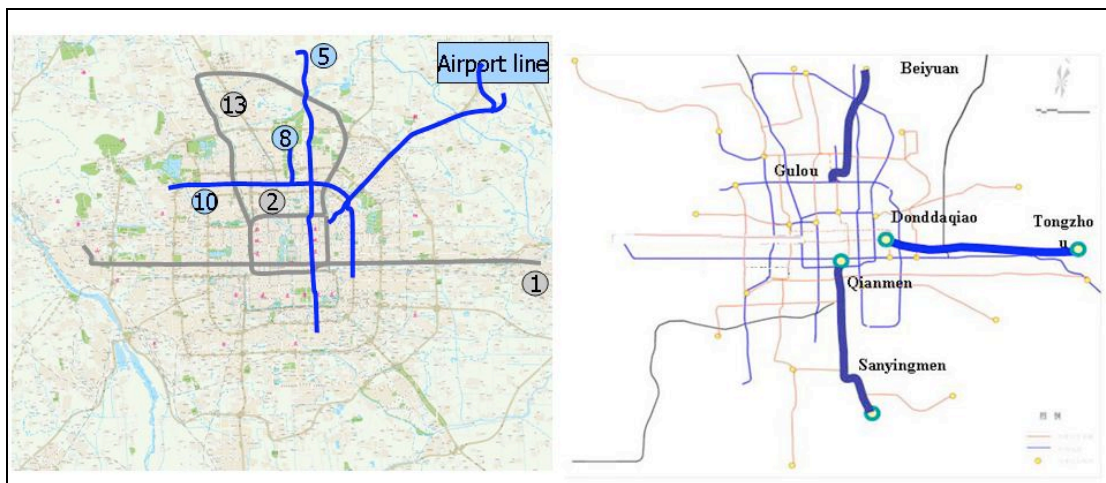 5
Airport line
13
8
10
2
1
Beiyuan
Gulou
Donddaqiao
Tongzho
u
Qianmen
Sanyingmen